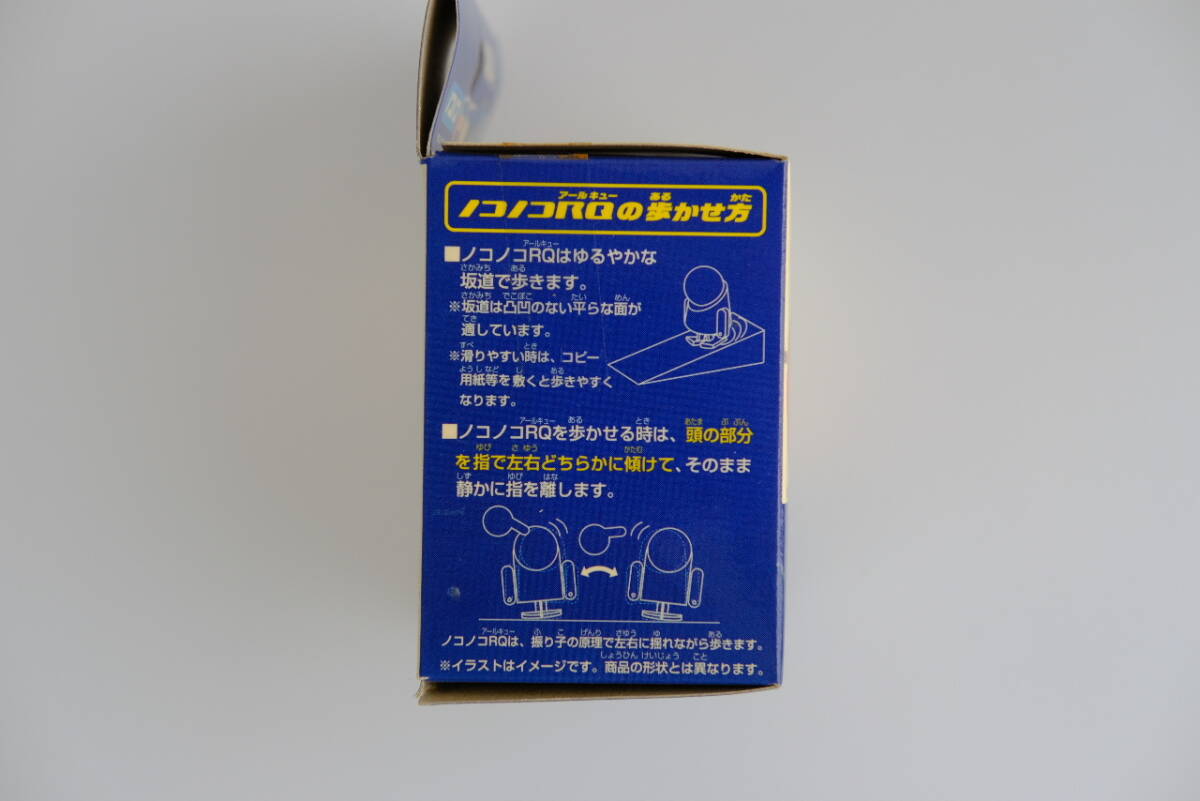 ノコノコRQの歩かせ方
■ノコノコRQはゆるやかな
坂道で歩きます。
※坂道は凸凹のない平らな面が
適しています。
※滑りやすい時は、コピー
用紙等を敷くと歩きやすく
なります。
■ノコノコRQを歩かせる時は、頭の部分
を指で左右どちらかに傾けて、そのまま
静かに指を離します。
ノコノコRQは、振り子の原理で左右に揺れながら歩きます。
※イラストはイメージです。商品の形状とは異なります。